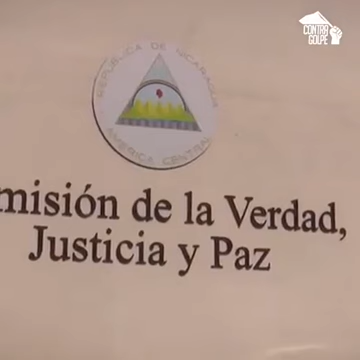 CONTRA
GOLPE
REPUBLICA DE NICARAGUA
AMERICA CENTRAL
misión de la Verdad,
Justicia y Paz